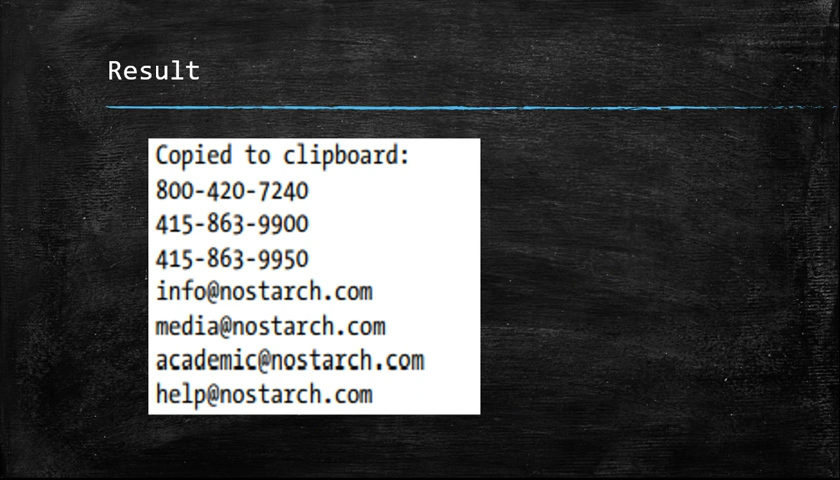 Result
Copied to clipboard:
800-420-7240
415-863-9900
415-863-9950
info@nostarch.com
media@nostarch.com
academic@nostarch.com
help@nostarch.com